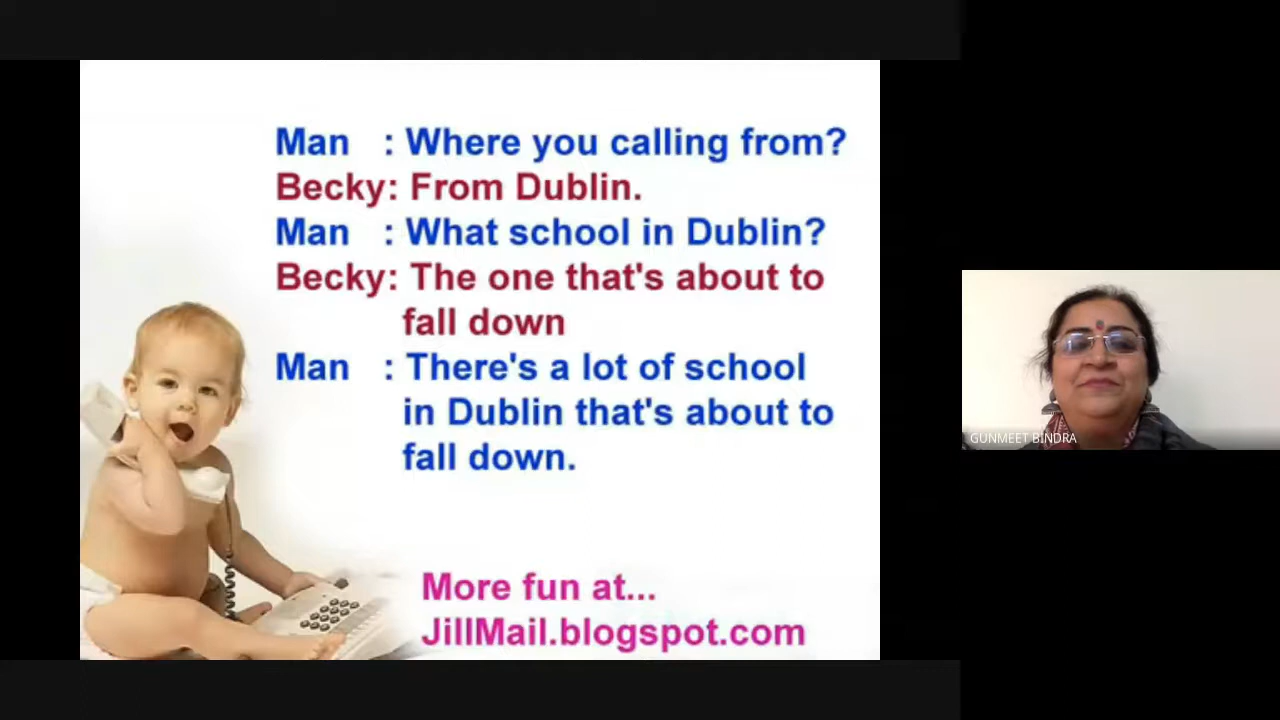 Man : Where you calling from?
Becky: From Dublin.
Man : What school in Dublin?
Becky: The one that's about to
fall down
Man : There's a lot of school
in Dublin that's about to
fall down.
More fun at...
JillMail.blogspot.com
GUNMEET BINDRA